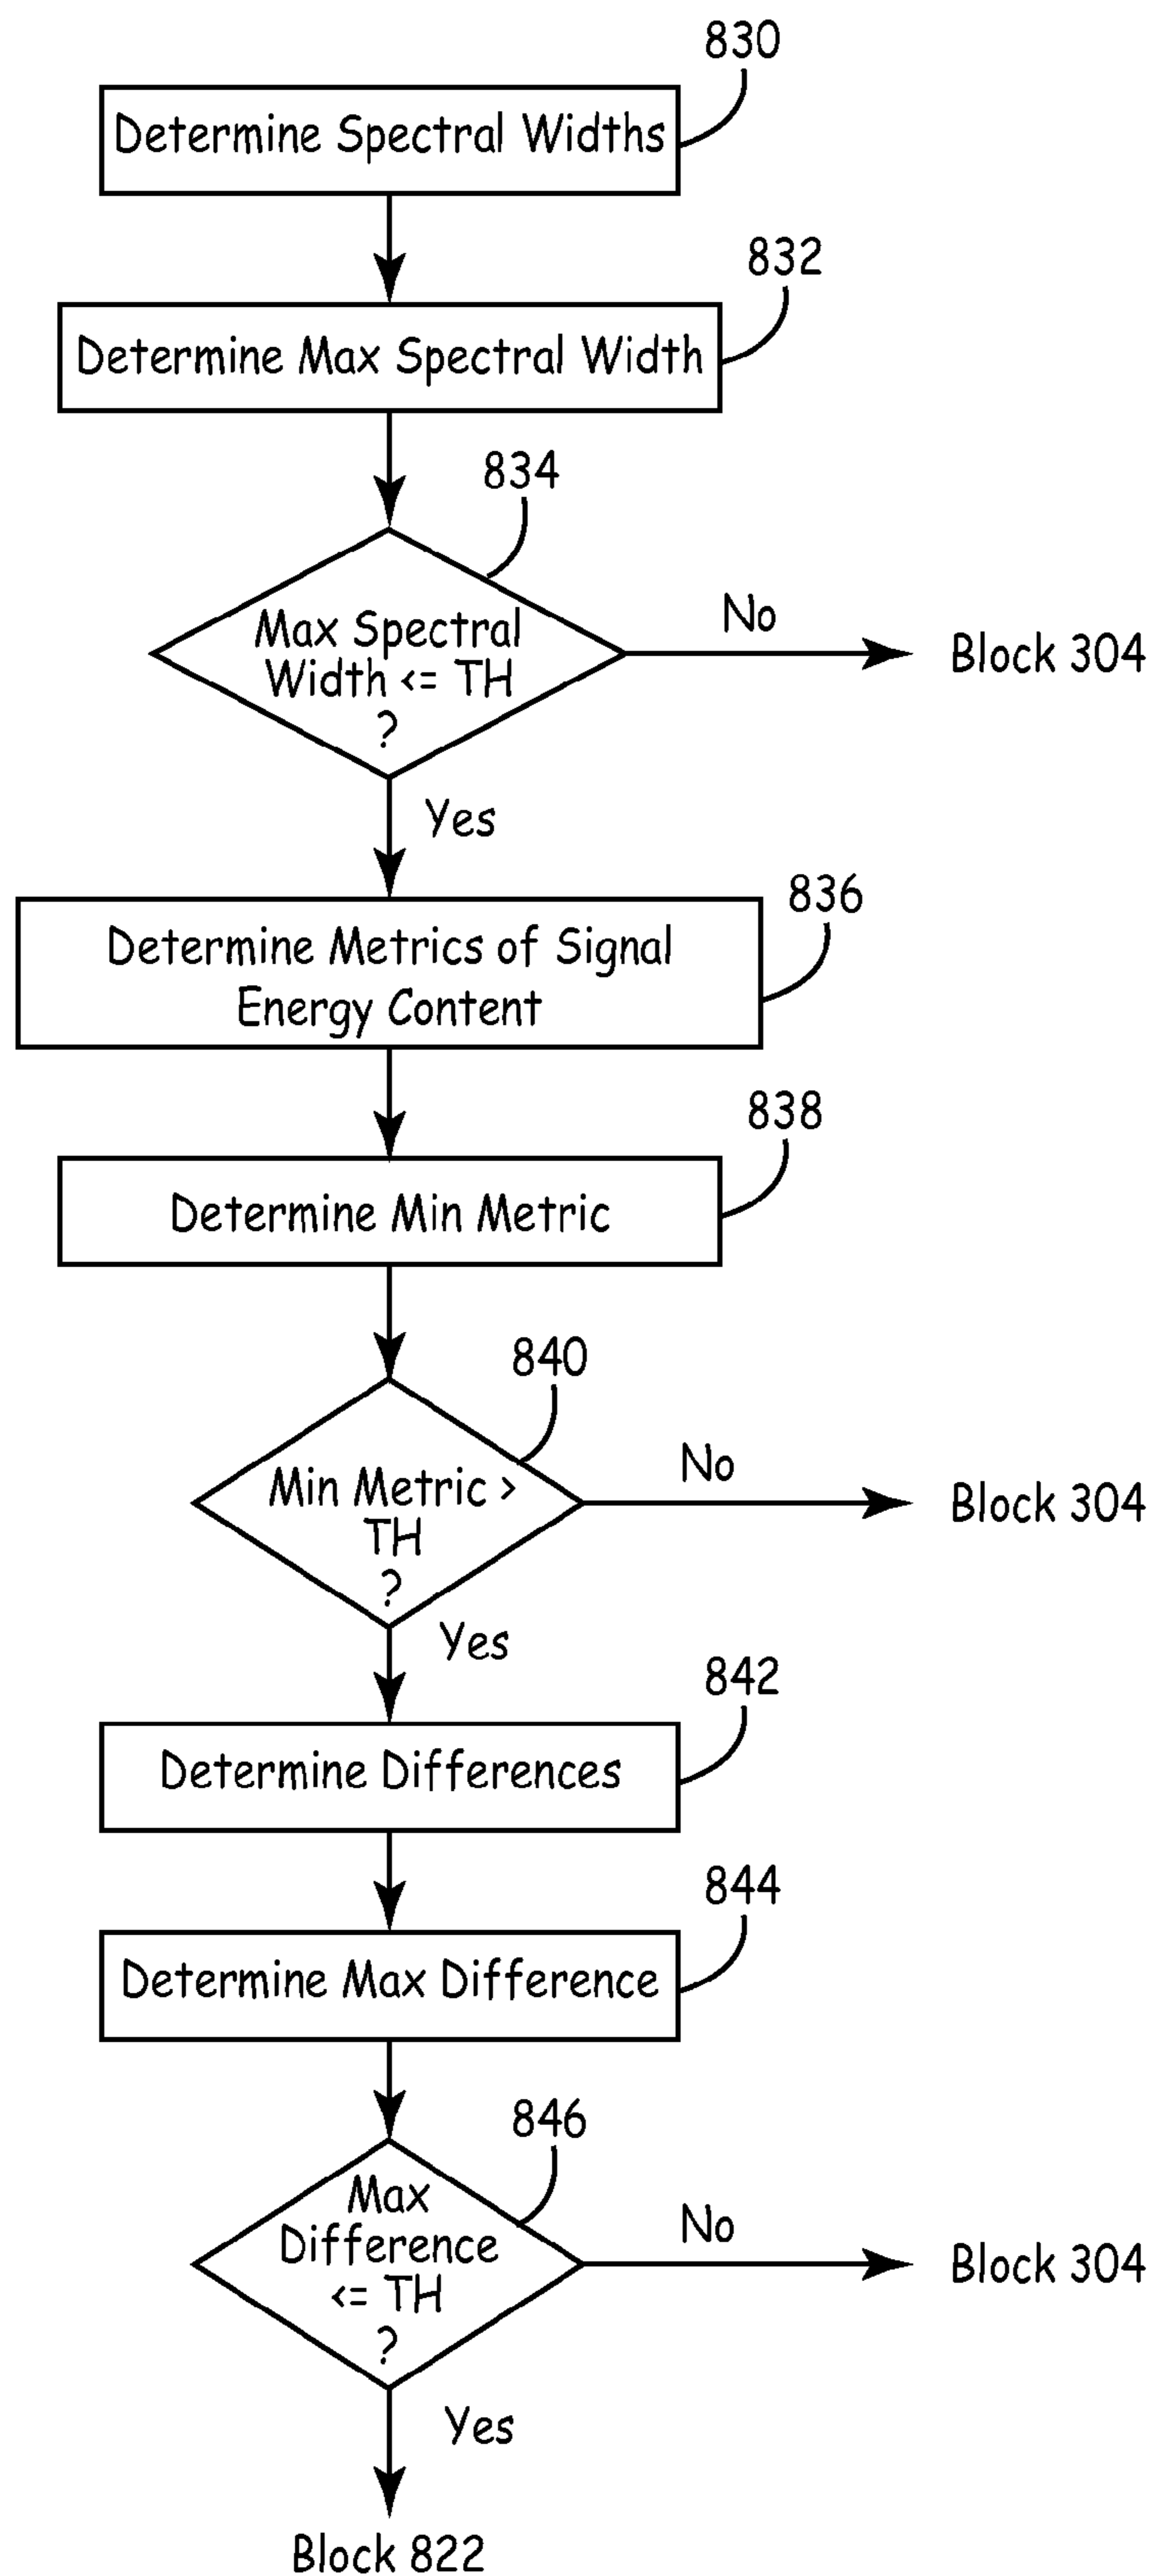 830
Determine Spectral Widths
832
Determine Max Spectral Width
834
Max Spectral
Width <= TH
?
No
Block 304
Yes
836
Determine Metrics of Signal
Energy Content
838
Determine Min Metric
840
Min Metric >
TH
?
No
Block 304
Yes
842
Determine Differences
844
Determine Max Difference
846
Max
Difference
<= TH
?
No
Block 304
Yes
Block 822